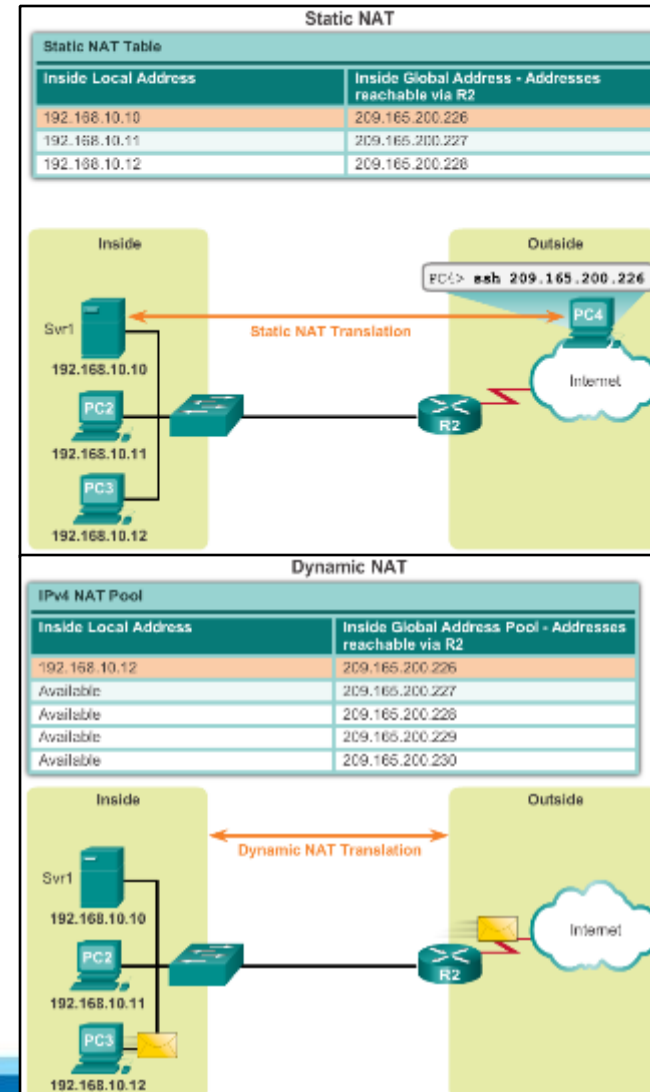 Static NAT
Static NAT Table
Inside Local Address
Inside Global Address - Addresses
reachable via R2
192.168.10.10
209.165.200.226
192.168.10.11
209.165.200.227
192.168.10.12
209.165.200.228
Inside
Outside
PC4> ssh 209.165.200.226
Svr1
Static NAT Translation
PC4
192.168.10.10
Internet
PC2
R2
192.168.10.11
PC3
192.168.10.12
Dynamic NAT
IPv4 NAT Pool
Inside Local Address
Inside Global Address Pool - Addresses
reachable via R2
192.168.10.12
209.165.200.226
Available
209.165.200.227
Available
209.165.200.228
Available
209.165.200.229
Available
209.165.200.230
Inside
Outside
Dynamic NAT Translation
Svr1
192.168.10.10
Internet
PC2
R2
192.168.10.11
PC3
192.168.10.12